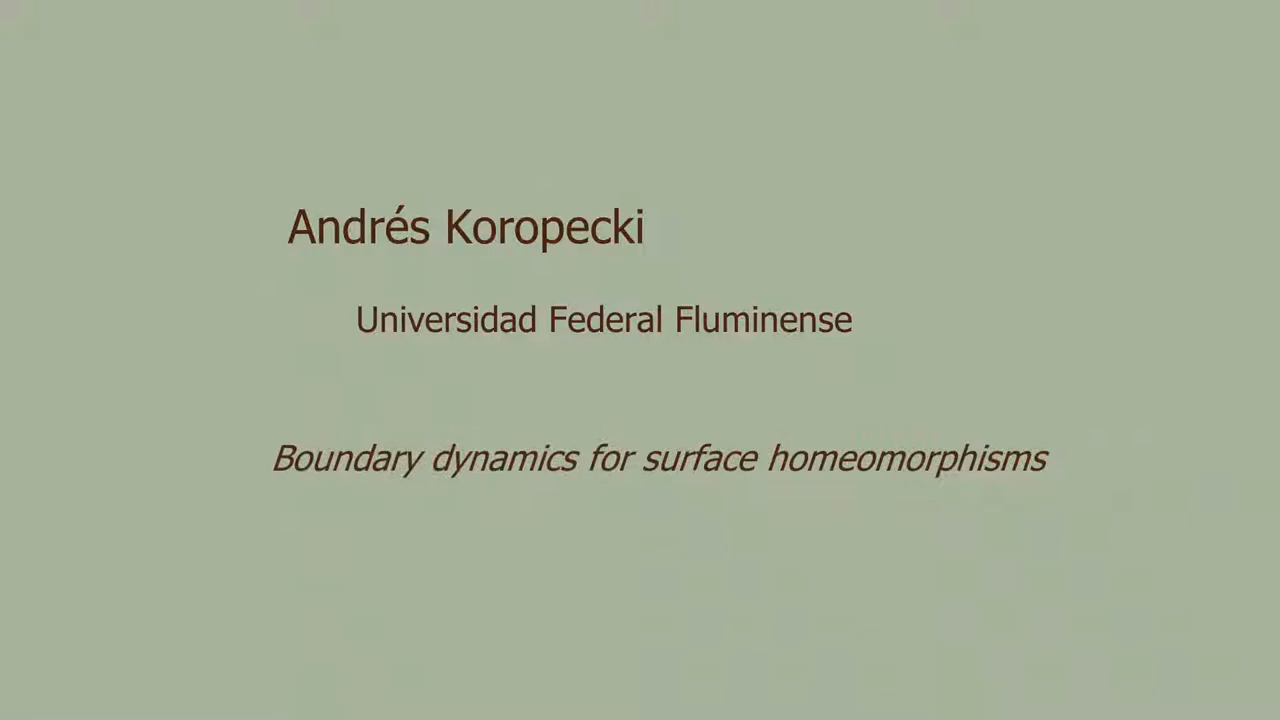 Andrés Koropecki
Universidad Federal Fluminense
Boundary dynamics for surface homeomorphisms